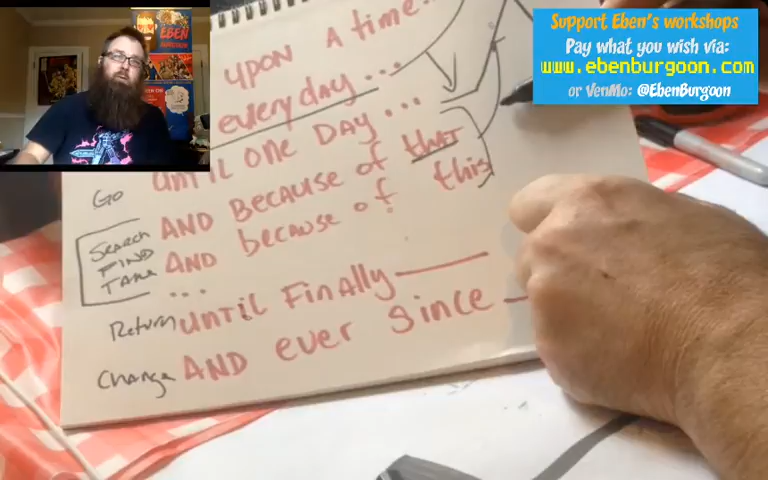 Support Eben's workshops
Pay what you wish via:
www.ebenburgoon.com
or VenMo: @EbenBurgoon
EBEN
UPON A time...
everyday...
Go UNTIL ONE DAY...
AND BECAUSE of that
SEARCH
AND because of this
FIND
TAKE
...
Return UNTIL FINAlly
Change AND ever since